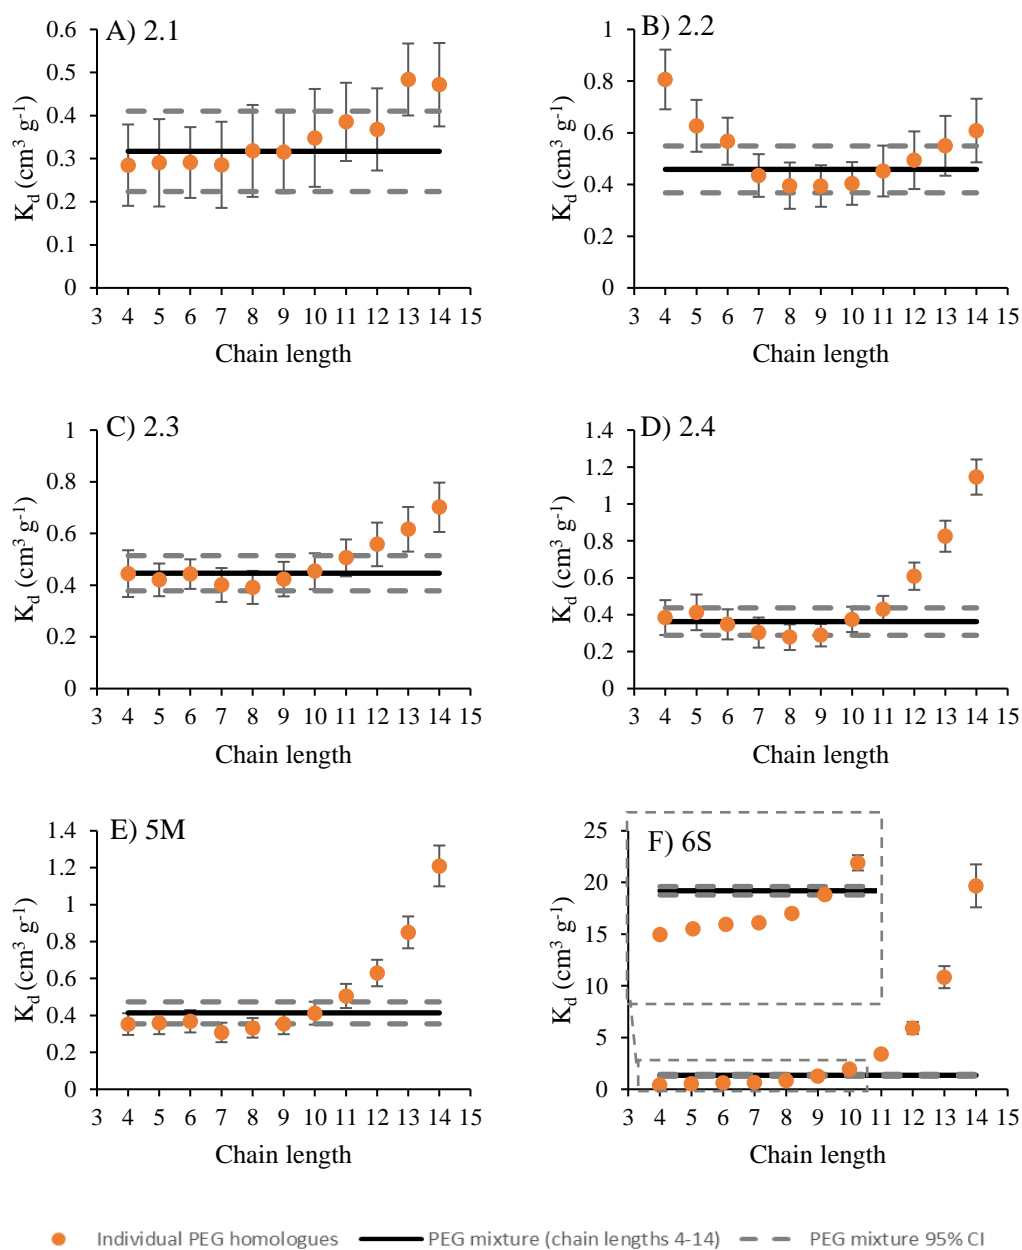 A) 2.1
0.6
0.5
0.4
0.3
0.2
0.1
0
K_d (cm³ g⁻¹)
3 4 5 6 7 8 9 10 11 12 13 14 15
Chain length
B) 2.2
1
0.8
0.6
0.4
0.2
0
K_d (cm³ g⁻¹)
3 4 5 6 7 8 9 10 11 12 13 14 15
Chain length
C) 2.3
1
0.8
0.6
0.4
0.2
0
K_d (cm³ g⁻¹)
3 4 5 6 7 8 9 10 11 12 13 14 15
Chain length
D) 2.4
1.4
1.2
1
0.8
0.6
0.4
0.2
0
K_d (cm³ g⁻¹)
3 4 5 6 7 8 9 10 11 12 13 14 15
Chain length
E) 5M
1.4
1.2
1
0.8
0.6
0.4
0.2
0
K_d (cm³ g⁻¹)
3 4 5 6 7 8 9 10 11 12 13 14 15
Chain length
F) 6S
25
20
15
10
5
0
K_d (cm³ g⁻¹)
3 4 5 6 7 8 9 10 11 12 13 14 15
Chain length
Individual PEG homologues PEG mixture (chain lengths 4-14) PEG mixture 95% CI